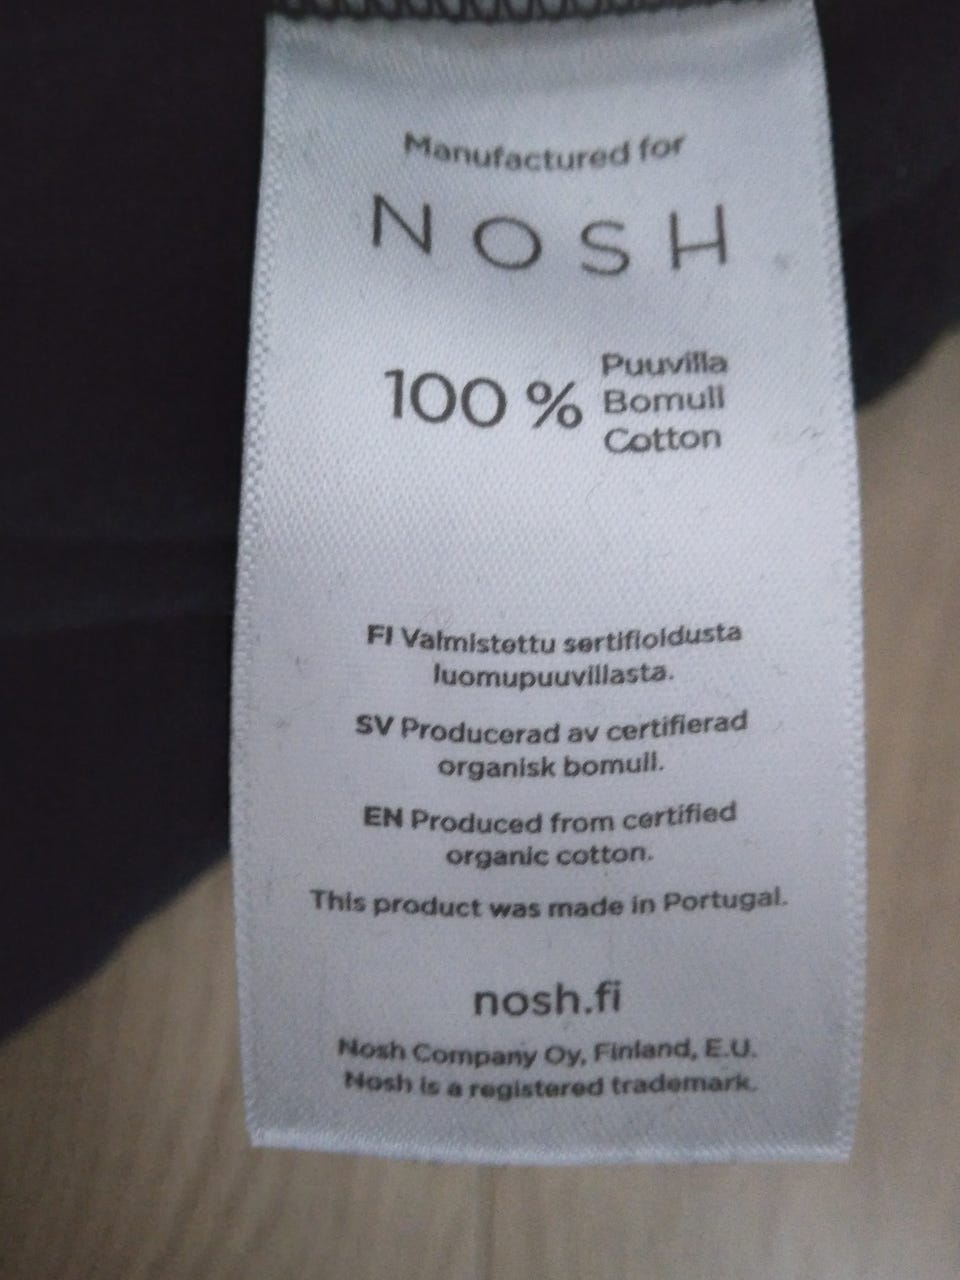 Manufactured for
NOSH
100 % Puuvilla
Bomull
Cotton
FI Valmistettu sertifioidusta
luomupuuvillasta.
SV Producerad av certifierad
organisk bomull.
EN Produced from certified
organic cotton.
This product was made in Portugal.
nosh.fi
Nosh Company Oy, Finland, E.U.
Nosh is a registered trademark.